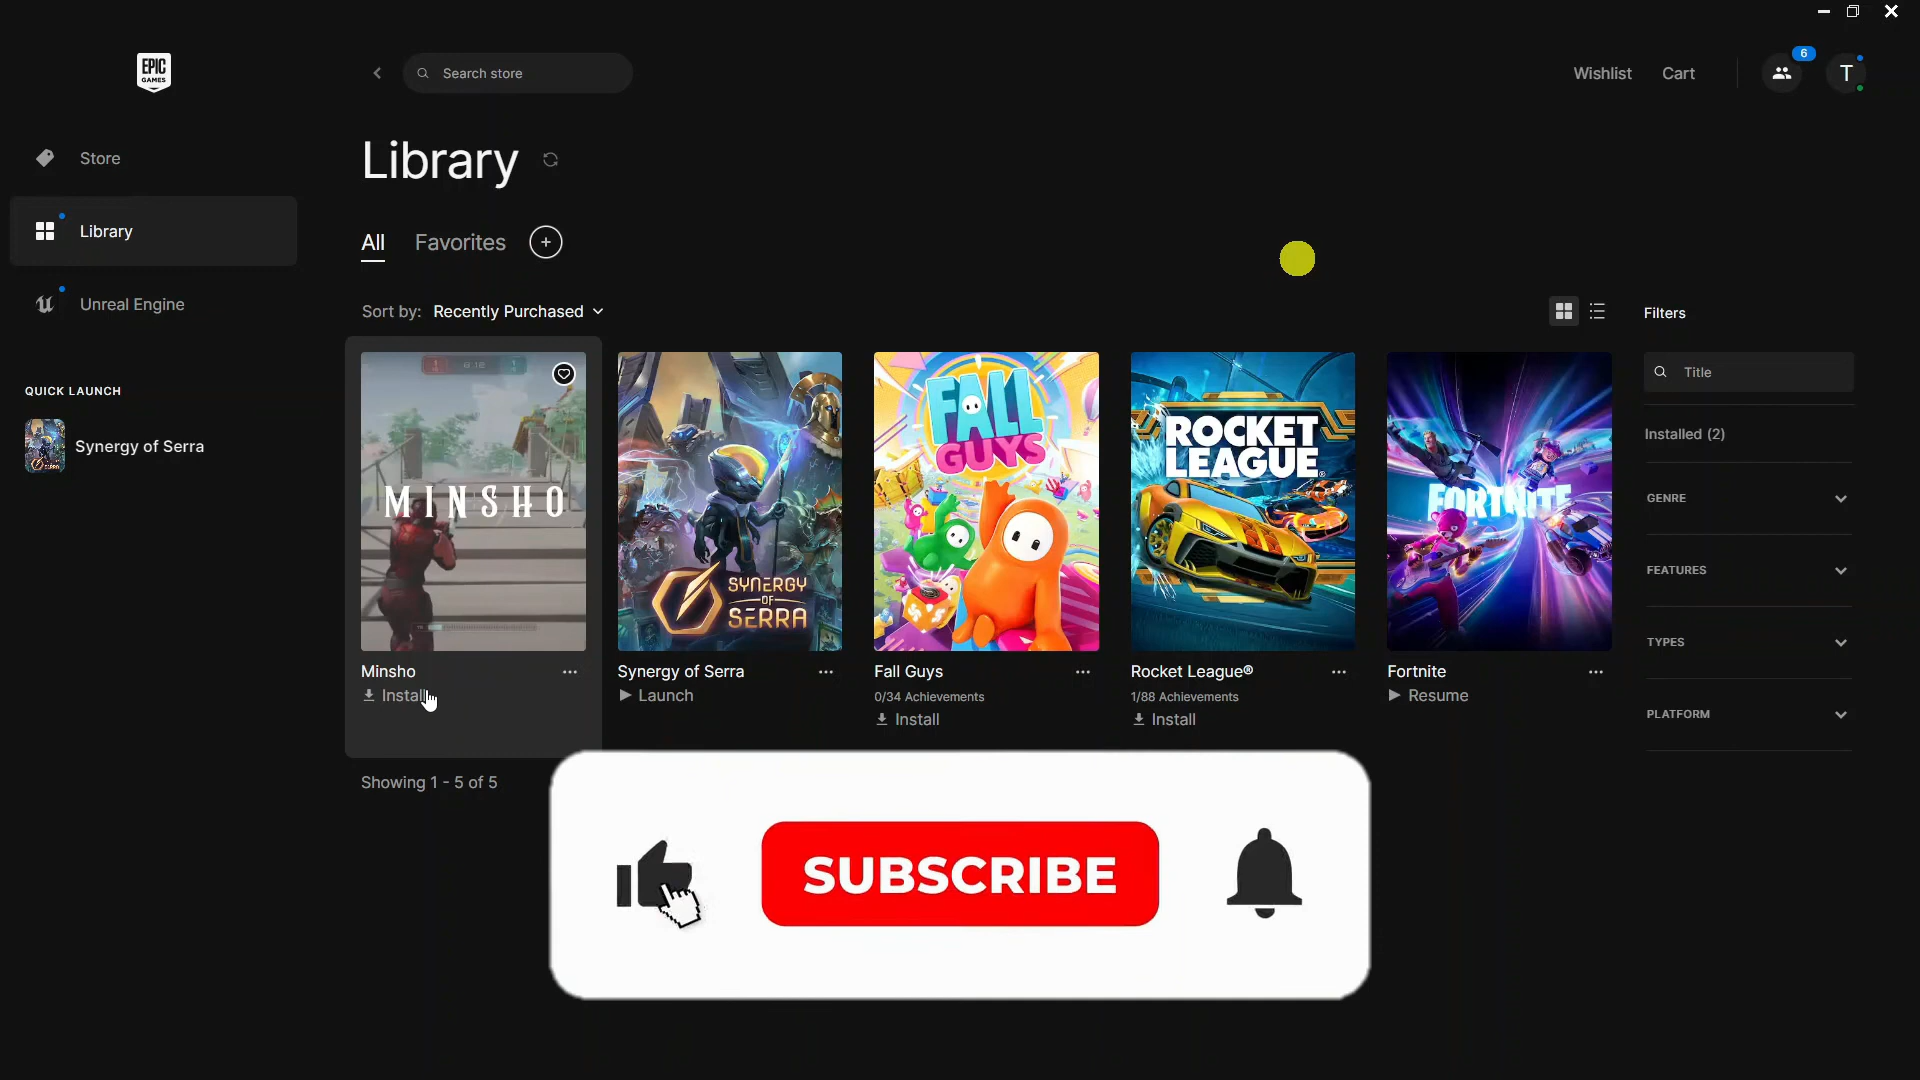 EPIC
GAMES
Search store
Wishlist
Cart
6
T
Store
Library
Unreal Engine
QUICK LAUNCH
Synergy of Serra
Library
All
Favorites
Sort by: Recently Purchased
Filters
Title
Installed (2)
GENRE
FEATURES
TYPES
PLATFORM
MINSHO
SYNERGY
OF
SERRA
FALL
GUYS
ROCKET
LEAGUE
FORTNITE
Minsho
Install
Synergy of Serra
Launch
Fall Guys
0/34 Achievements
Install
Rocket League®
1/88 Achievements
Install
Fortnite
Resume
Showing 1 - 5 of 5
SUBSCRIBE